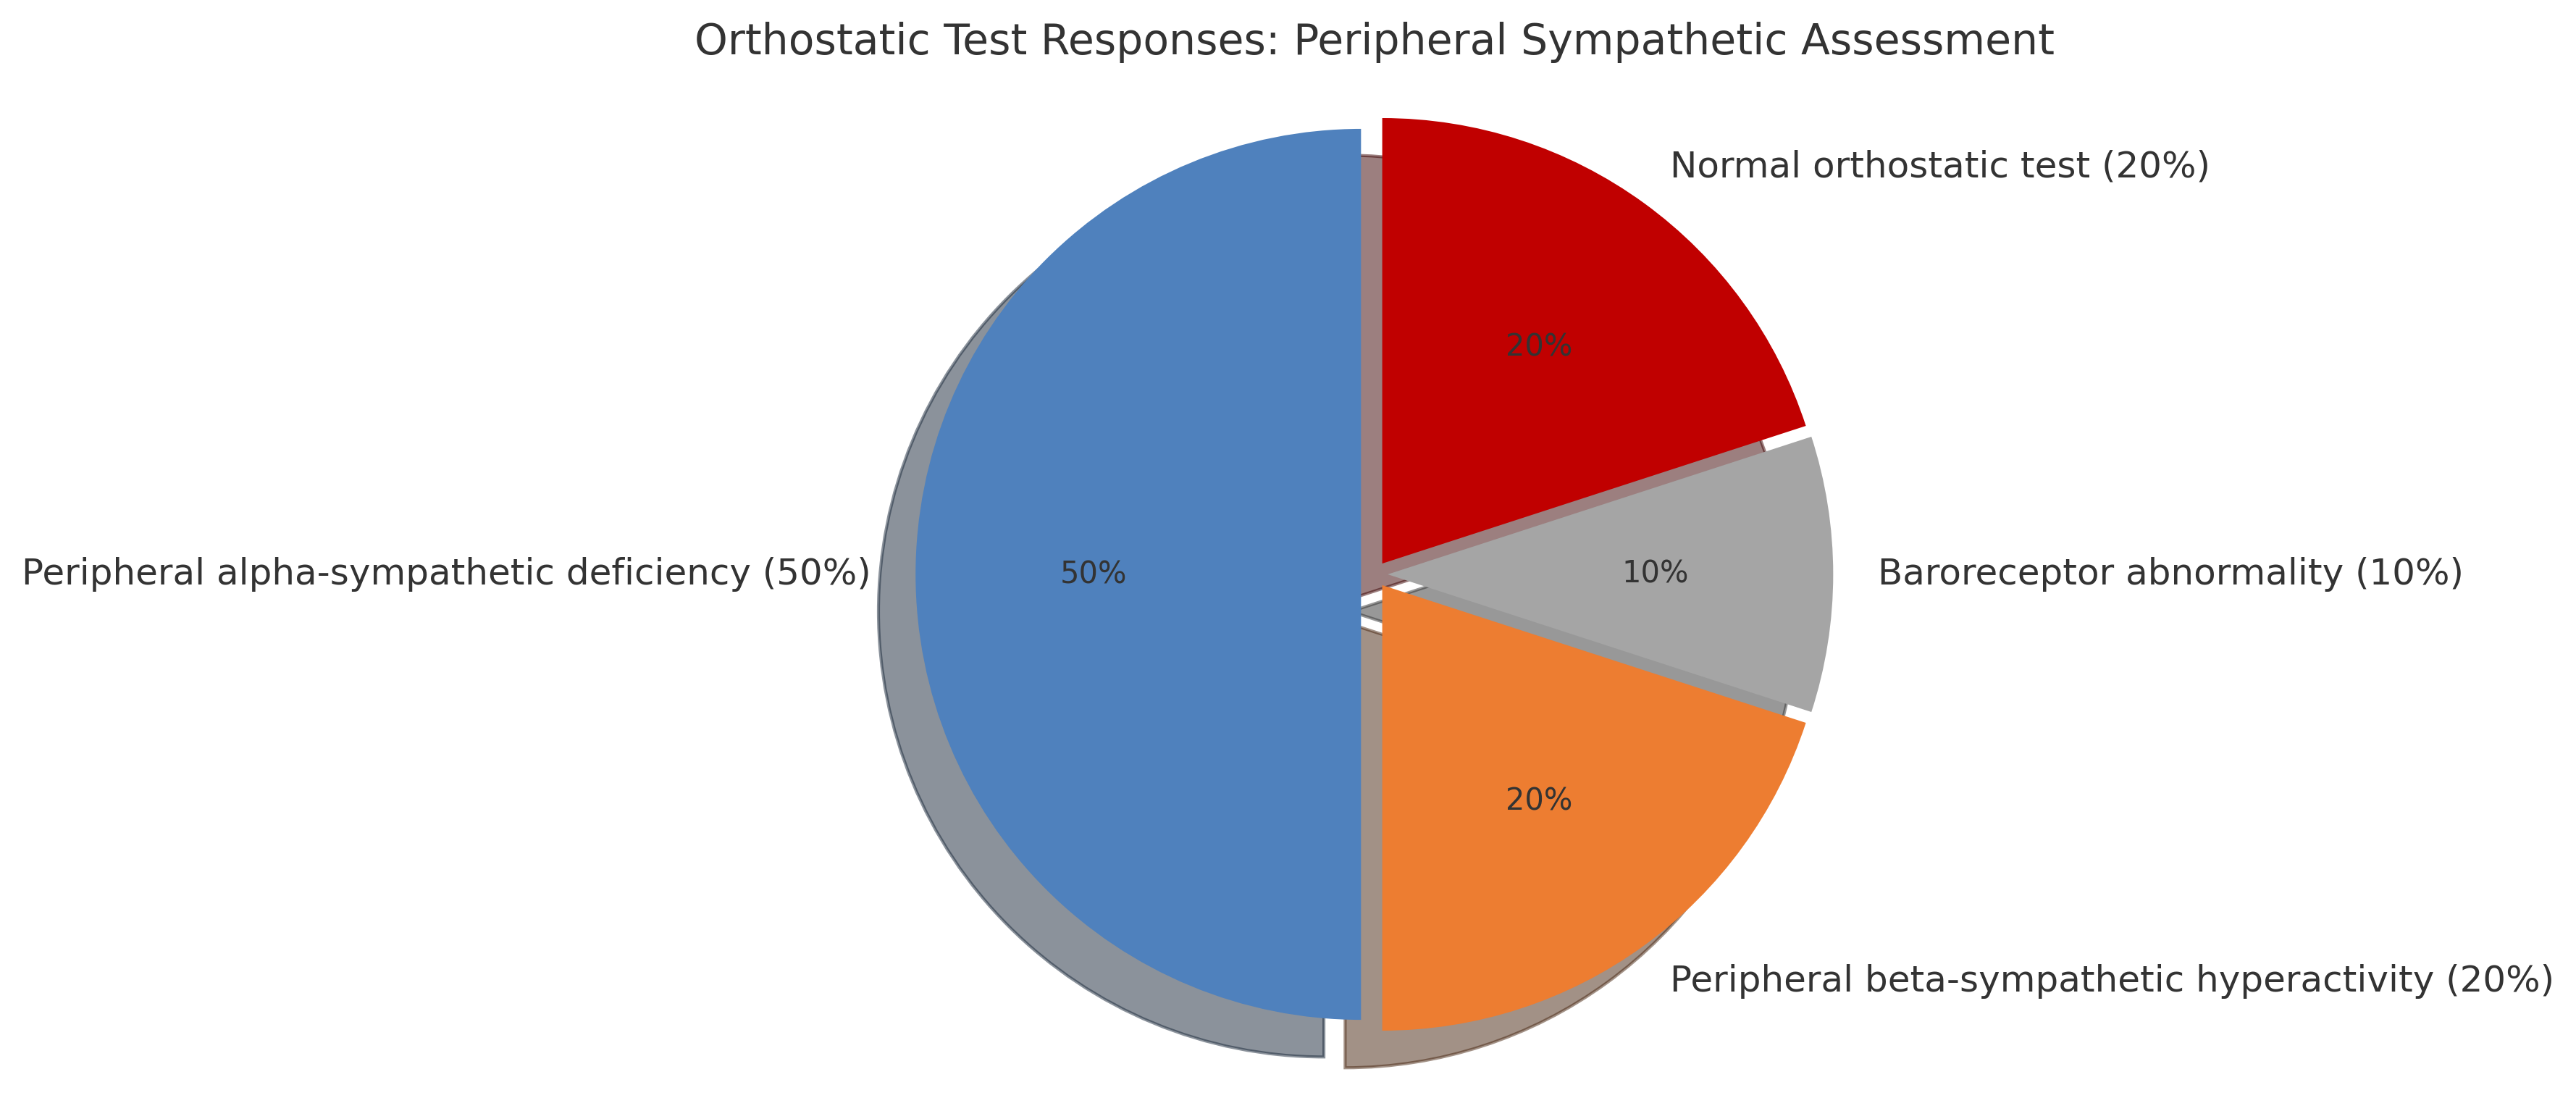 Orthostatic Test Responses: Peripheral Sympathetic Assessment
Normal orthostatic test (20%)
20%
Peripheral alpha-sympathetic deficiency (50%)
50%
10%
Baroreceptor abnormality (10%)
20%
Peripheral beta-sympathetic hyperactivity (20%)